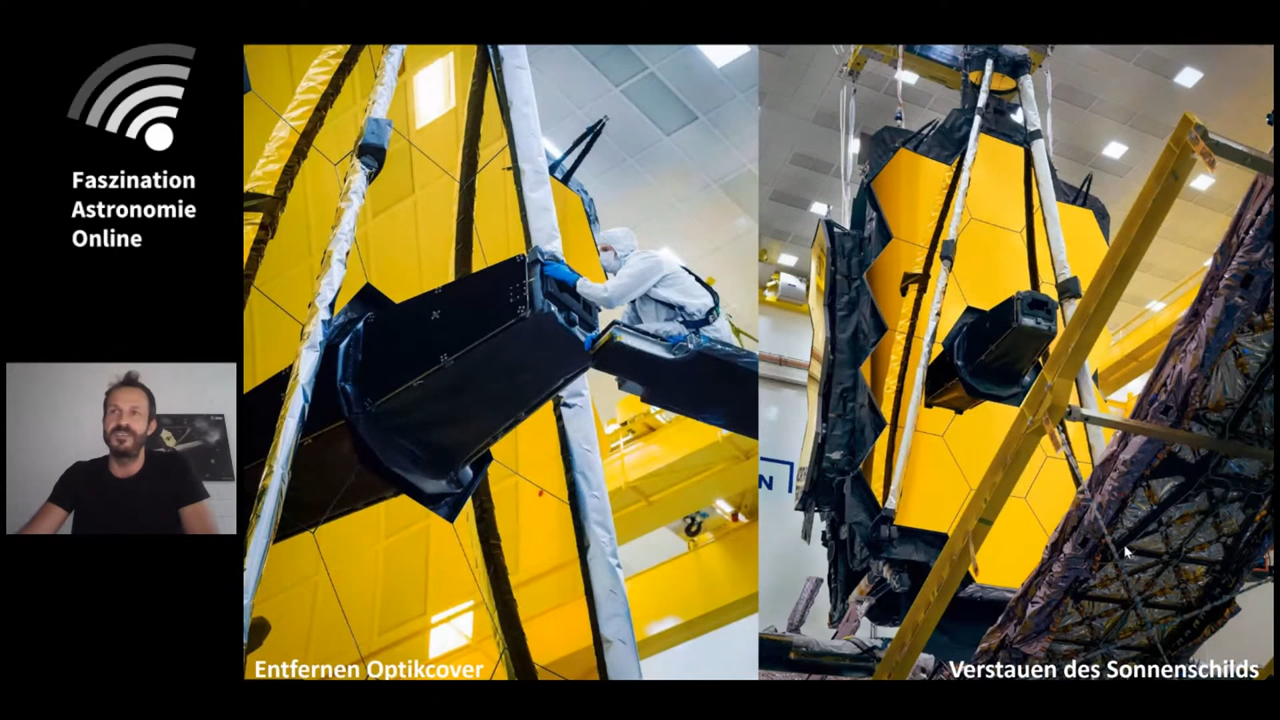 Faszination
Astronomie
Online
N
Entfernen Optikcover
Verstauen des Sonnenschilds